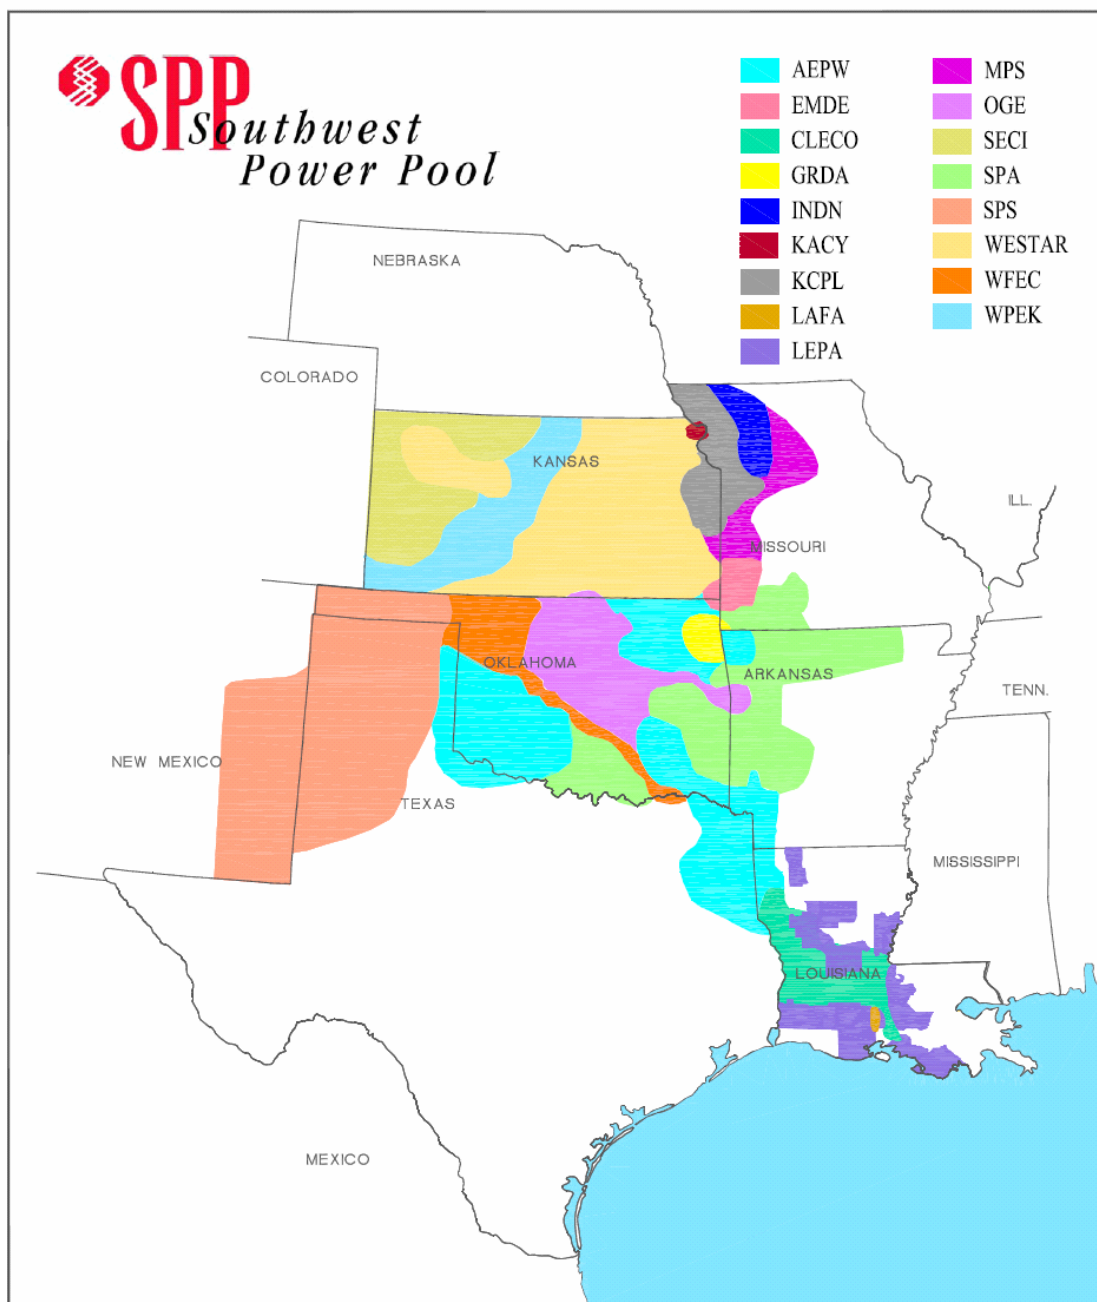 SPP
Southwest
Power Pool
AEPW
EMDE
CLECO
GRDA
INDN
KACY
KCPL
LAFA
LEPA
MPS
OGE
SECI
SPA
SPS
WESTAR
WFEC
WPEK
NEBRASKA
COLORADO
KANSAS
ILL.
MISSOURI
OKLAHOMA
ARKANSAS
TENN.
NEW MEXICO
TEXAS
MISSISSIPPI
LOUISIANA
MEXICO